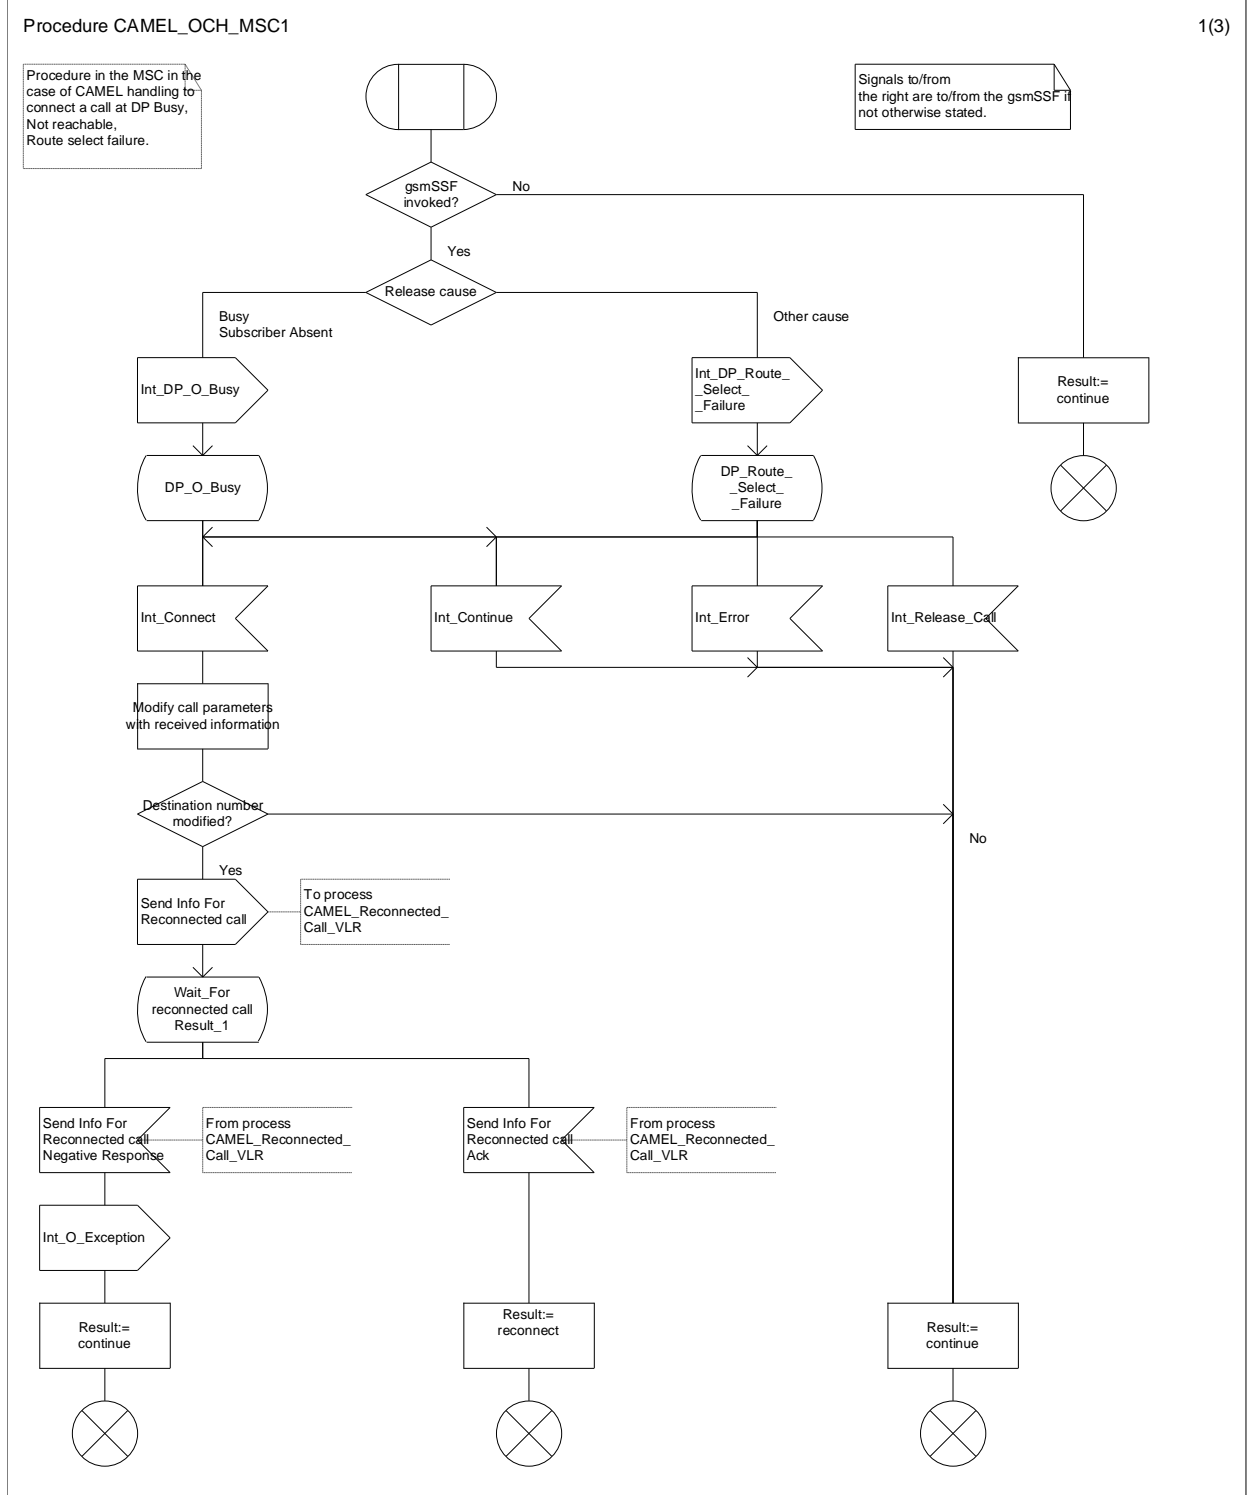 Procedure CAMEL_OCH_MSC1
1(3)
Procedure in the MSC in the
case of CAMEL handling to
connect a call at DP Busy,
Not reachable,
Route select failure.
Signals to/from
the right are to/from the gsmSSF if
not otherwise stated.
gsmSSF
invoked?
No
Yes
Release cause
Busy
Subscriber Absent
Other cause
Int_DP_O_Busy
Int_DP_Route_
_Select_
_Failure
Result:=
continue
DP_O_Busy
DP_Route_
_Select_
_Failure
Int_Connect
Int_Continue
Int_Error
Int_Release_Call
Modify call parameters
with received information
Destination number
modified?
No
Yes
Send Info For
Reconnected call
To process
CAMEL_Reconnected_
Call_VLR
Wait_For
reconnected call
Result_1
Send Info For
Reconnected call
Negative Response
From process
CAMEL_Reconnected_
Call_VLR
Send Info For
Reconnected call
Ack
From process
CAMEL_Reconnected_
Call_VLR
Int_O_Exception
Result:=
continue
Result:=
reconnect
Result:=
continue